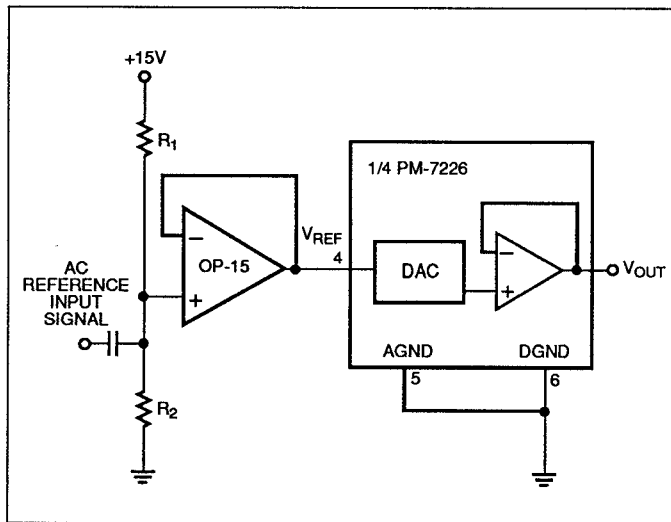 +15V
R1
1/4 PM-7226
−
OP-15
+
VREF
4
DAC
−
+
VOUT
AC
REFERENCE
INPUT
SIGNAL
AGND
DGND
5
6
R2